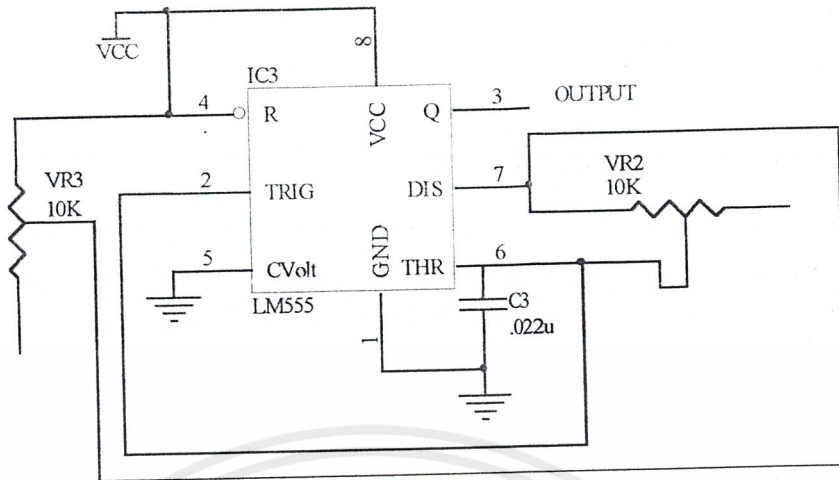 VCC
8
IC3
4
R
VCC
Q
3
OUTPUT
VR3
10K
2
TRIG
DIS
7
VR2
10K
5
CVolt
GND
THR
6
LM555
1
C3
.022u